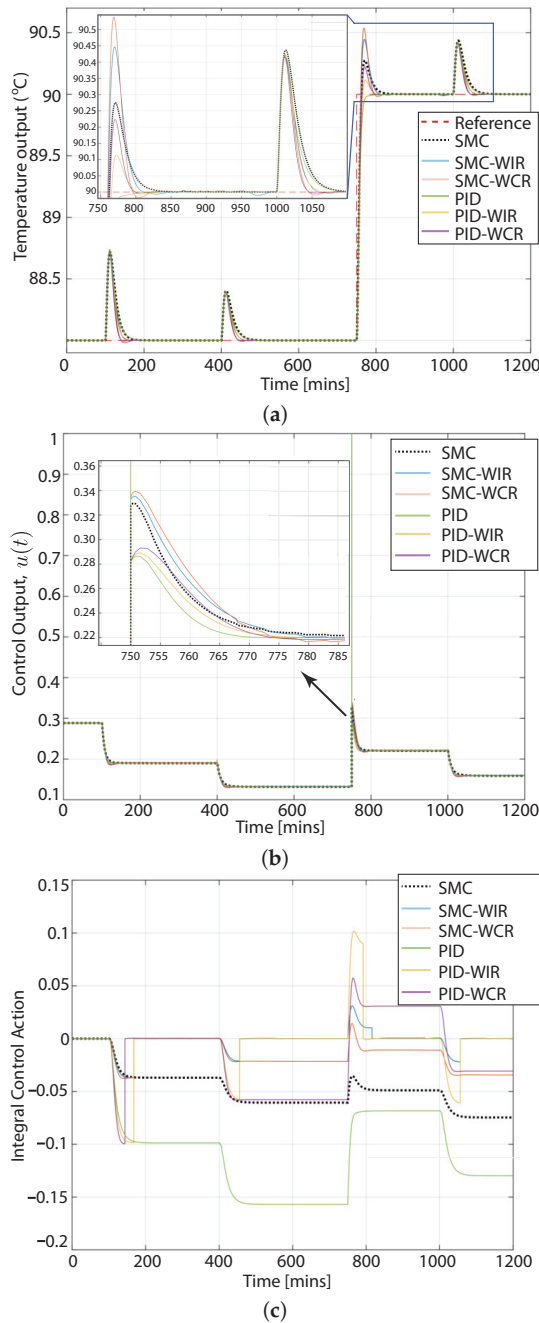 Temperature output (°C)
90.5
90
89,5
89
88.5
90.5
90.45
90.4
90.35
90.3
90.25
90.2
90.15
90.1
90.05
90
750 800 850 900 950 1000 1050
Reference
SMC
SMC-WIR
SMC-WCR
PID
PID-WIR
PID-WCR
0 200 400 600 800 1000 1200
Time [mins]
(a)
Control Output, u(t)
1
0.9
0.8
0.7
0.6
0.5
0.4
0.3
0.2
0.1
0.36
0.34
0.32
0.30
0.28
0.26
0.24
0.22
750 755 760 765 770 775 780 785
SMC
SMC-WIR
SMC-WCR
PID
PID-WIR
PID-WCR
0 200 400 600 800 1000 1200
Time [mins]
(b)
Integral Control Action
0.15
0.1
0.05
0
−0.05
−0.1
−0.15
−0.2
SMC
SMC-WIR
SMC-WCR
PID
PID-WIR
PID-WCR
0 200 400 600 800 1000 1200
Time [mins]
(c)